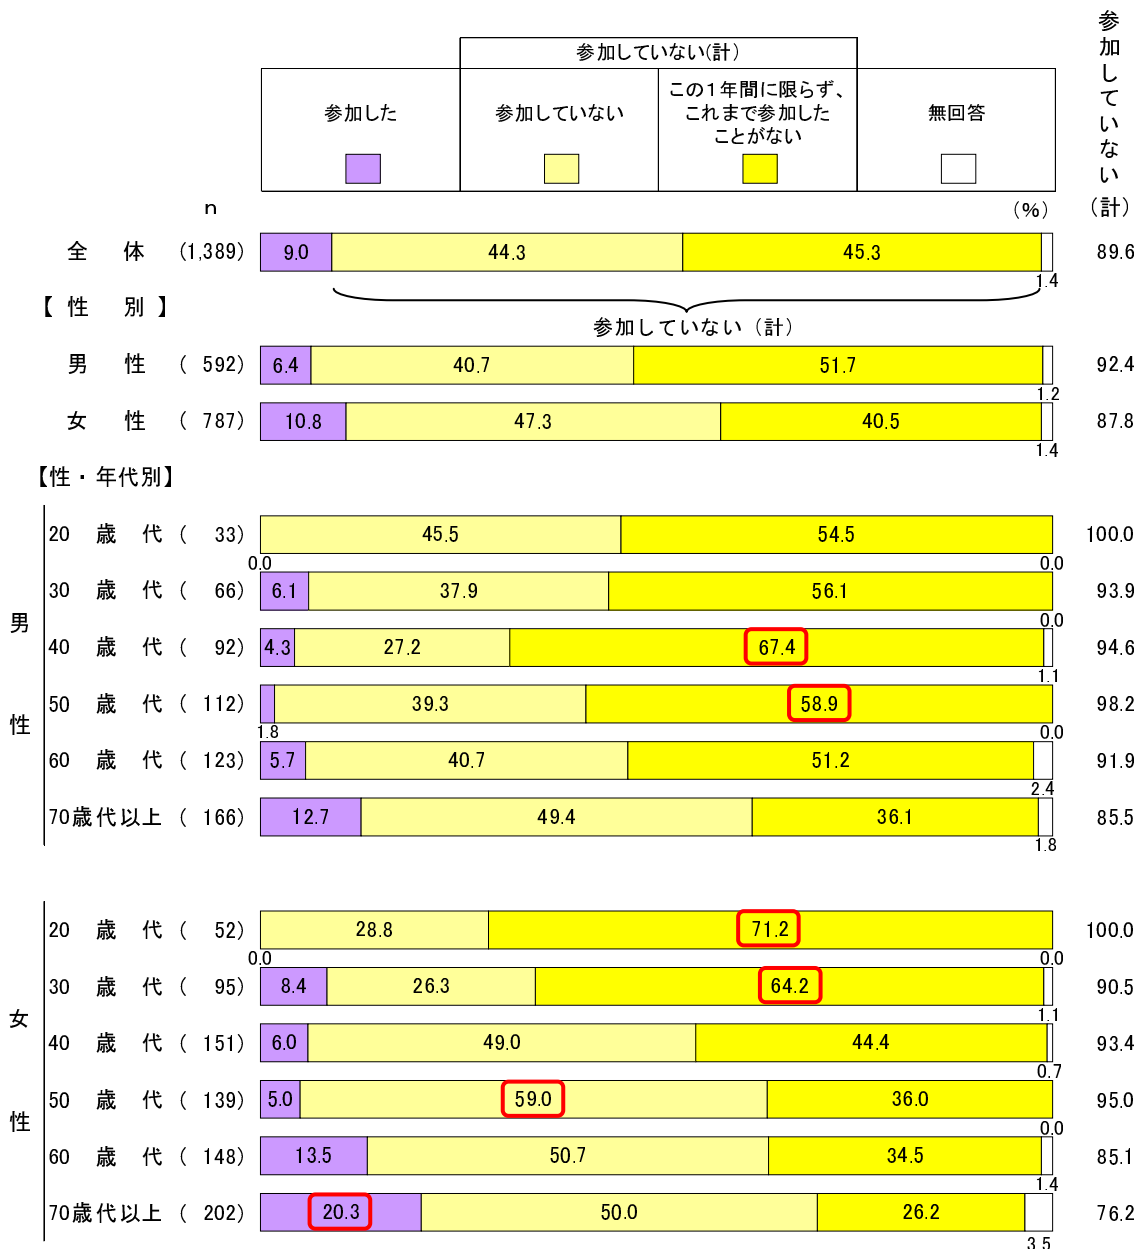 参加していない(計)
参加していない(計)
参加した
参加していない
この1年間に限らず、
これまで参加した
ことがない
無回答
n
(%)
全 体 (1,389) 9.0 44.3 45.3 1.4 89.6
【 性 別 】
参加していない (計)
男 性 ( 592) 6.4 40.7 51.7 1.2 92.4
女 性 ( 787) 10.8 47.3 40.5 1.4 87.8
【性・年代別】
男性
20 歳 代 ( 33) 0.0 45.5 54.5 0.0 100.0
30 歳 代 ( 66) 6.1 37.9 56.1 0.0 93.9
40 歳 代 ( 92) 4.3 27.2 67.4 1.1 94.6
50 歳 代 ( 112) 1.8 39.3 58.9 0.0 98.2
60 歳 代 ( 123) 5.7 40.7 51.2 2.4 91.9
70歳代以上 ( 166) 12.7 49.4 36.1 1.8 85.5
女性
20 歳 代 ( 52) 0.0 28.8 71.2 0.0 100.0
30 歳 代 ( 95) 8.4 26.3 64.2 1.1 90.5
40 歳 代 ( 151) 6.0 49.0 44.4 0.7 93.4
50 歳 代 ( 139) 5.0 59.0 36.0 0.0 95.0
60 歳 代 ( 148) 13.5 50.7 34.5 1.4 85.1
70歳代以上 ( 202) 20.3 50.0 26.2 3.5 76.2